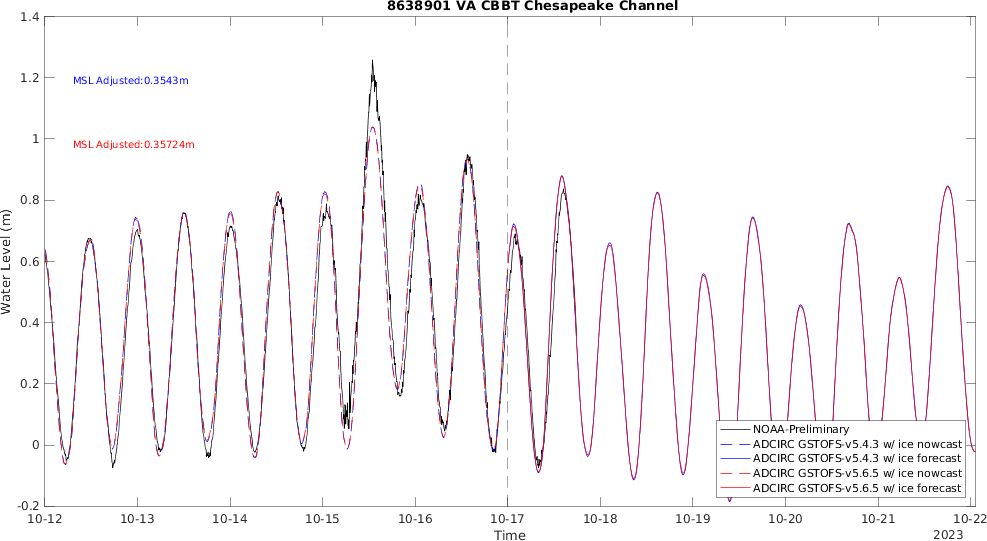 8638901 VA CBBT Chesapeake Channel
1.4
1.2
1
0.8
0.6
0.4
0.2
0
-0.2
Water Level (m)
MSL Adjusted:0.3543m
MSL Adjusted:0.35724m
NOAA-Preliminary
ADCIRC GSTOFS-v5.4.3 w/ ice nowcast
ADCIRC GSTOFS-v5.4.3 w/ ice forecast
ADCIRC GSTOFS-v5.6.5 w/ ice nowcast
ADCIRC GSTOFS-v5.6.5 w/ ice forecast
10-12 10-13 10-14 10-15 10-16 10-17 10-18 10-19 10-20 10-21 10-22
Time
2023